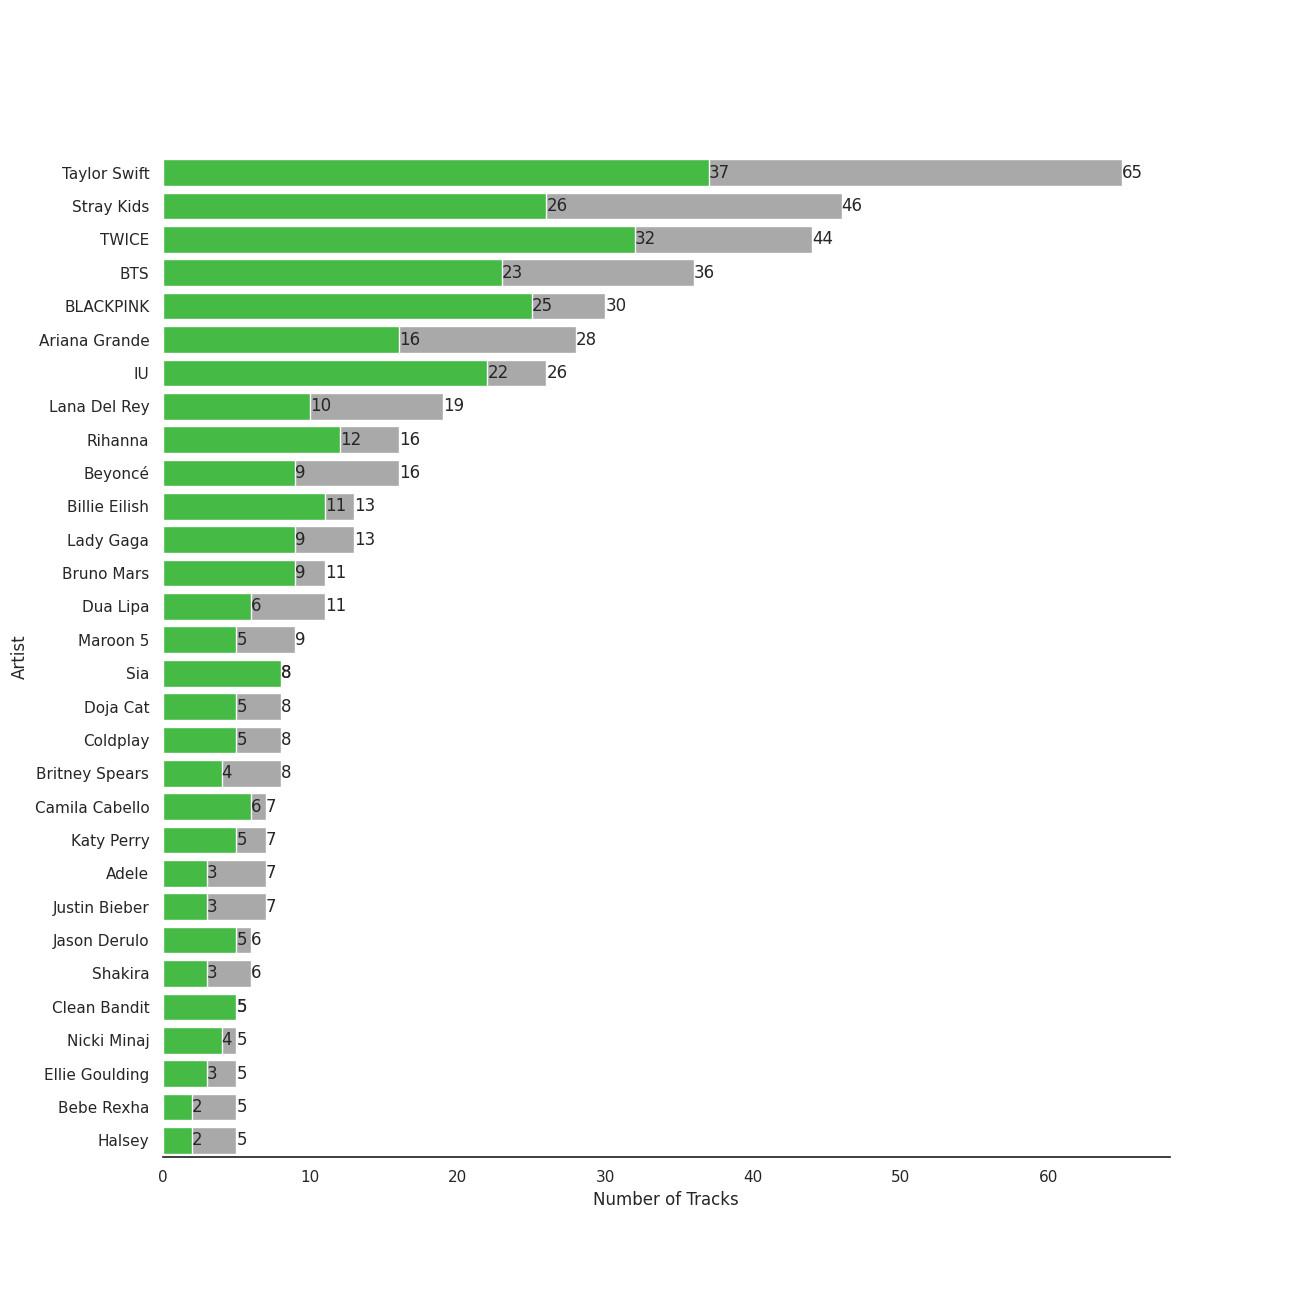 Taylor Swift 37 65
Stray Kids 26 46
TWICE 32 44
BTS 23 36
BLACKPINK 25 30
Ariana Grande 16 28
IU 22 26
Lana Del Rey 10 19
Rihanna 12 16
Beyoncé 9 16
Billie Eilish 11 13
Lady Gaga 9 13
Bruno Mars 9 11
Dua Lipa 6 11
Maroon 5 5 9
Sia 8 8
Doja Cat 5 8
Coldplay 5 8
Britney Spears 4 8
Camila Cabello 6 7
Katy Perry 5 7
Adele 3 7
Justin Bieber 3 7
Jason Derulo 5 6
Shakira 3 6
Clean Bandit 5 5
Nicki Minaj 4 5
Ellie Goulding 3 5
Bebe Rexha 2 5
Halsey 2 5
Artist
0 10 20 30 40 50 60
Number of Tracks